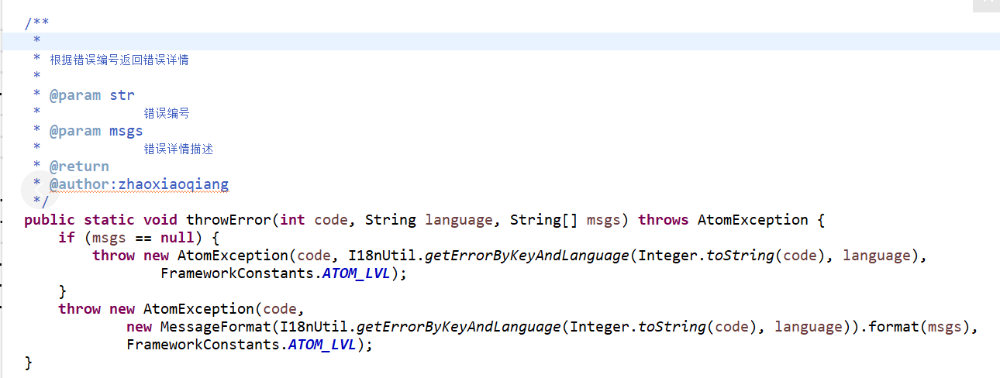 /**
 *
 * 根据错误编号返回错误详情
 *
 * @param str
 *            错误编号
 * @param msgs
 *            错误详情描述
 * @return
 * @author:zhaoxiaoqiang
 */
public static void throwError(int code, String language, String[] msgs) throws AtomException {
    if (msgs == null) {
        throw new AtomException(code, I18nUtil.getErrorByKeyAndLanguage(Integer.toString(code), language),
                FrameworkConstants.ATOM_LVL);
    }
    throw new AtomException(code,
            new MessageFormat(I18nUtil.getErrorByKeyAndLanguage(Integer.toString(code), language)).format(msgs),
            FrameworkConstants.ATOM_LVL);
}